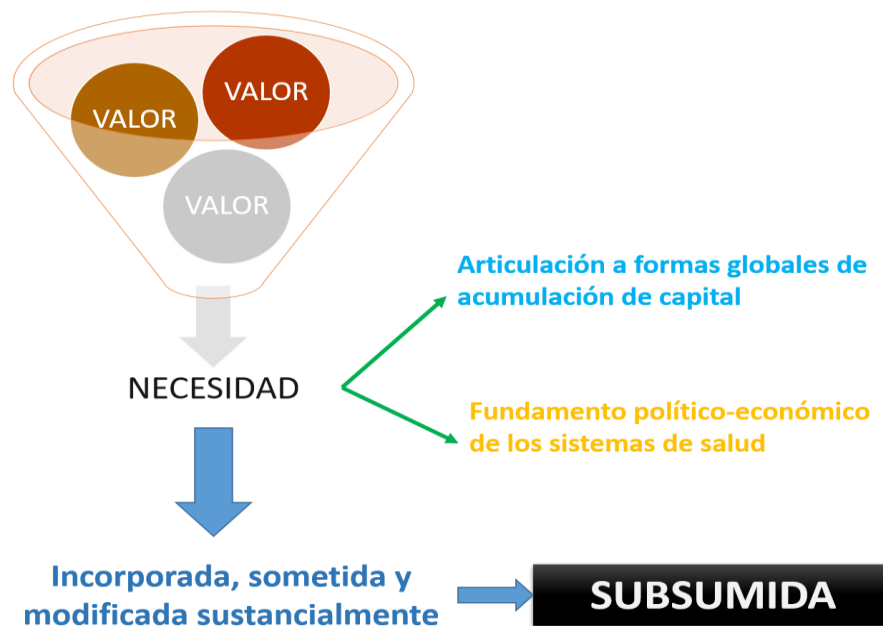 VALOR
VALOR
VALOR
NECESIDAD
Articulación a formas globales de
acumulación de capital
Fundamento político-económico
de los sistemas de salud
Incorporada, sometida y
modificada sustancialmente
SUBSUMIDA